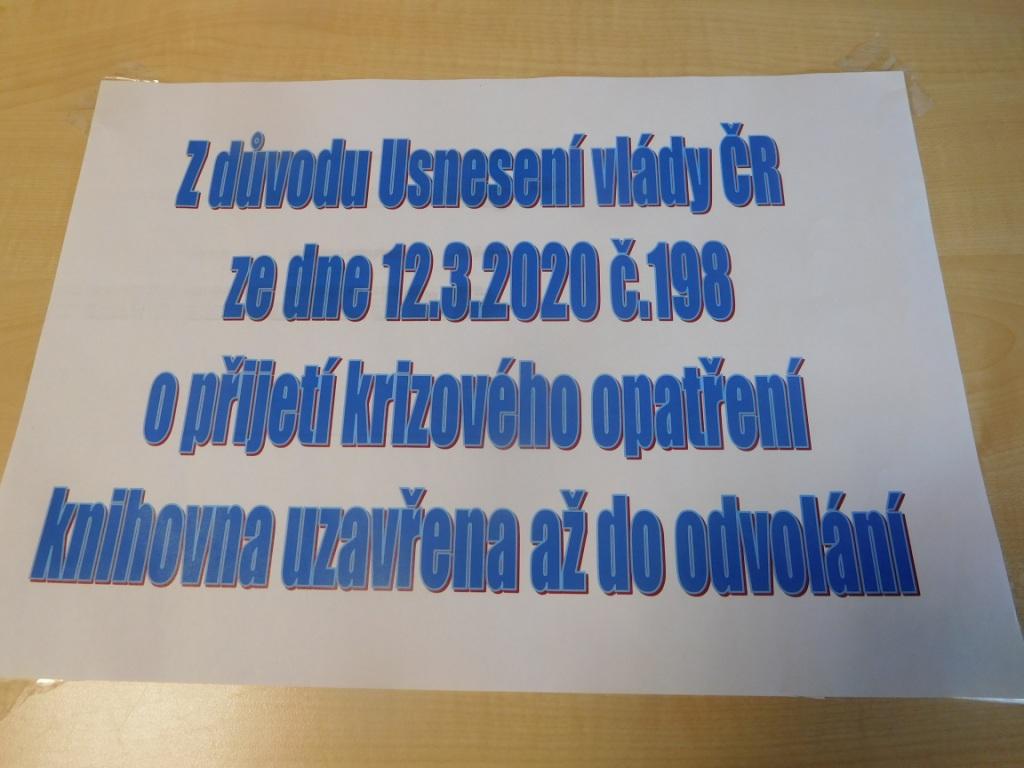 Z důvodu Usnesení vlády ČR
ze dne 12.3.2020 č.198
o přijetí krizového opatření
knihovna uzavřena až do odvolání